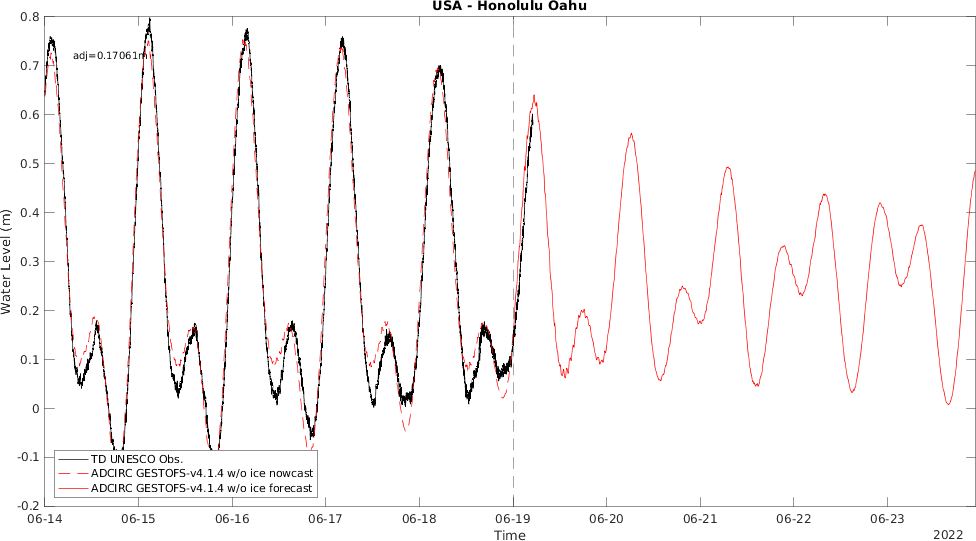 USA - Honolulu Oahu
adj=0.17061m
0.8
0.7
0.6
0.5
0.4
0.3
0.2
0.1
0
-0.1
-0.2
Water Level (m)
TD UNESCO Obs.
ADCIRC GESTOFS-v4.1.4 w/o ice nowcast
ADCIRC GESTOFS-v4.1.4 w/o ice forecast
06-14 06-15 06-16 06-17 06-18 06-19 06-20 06-21 06-22 06-23
Time
2022